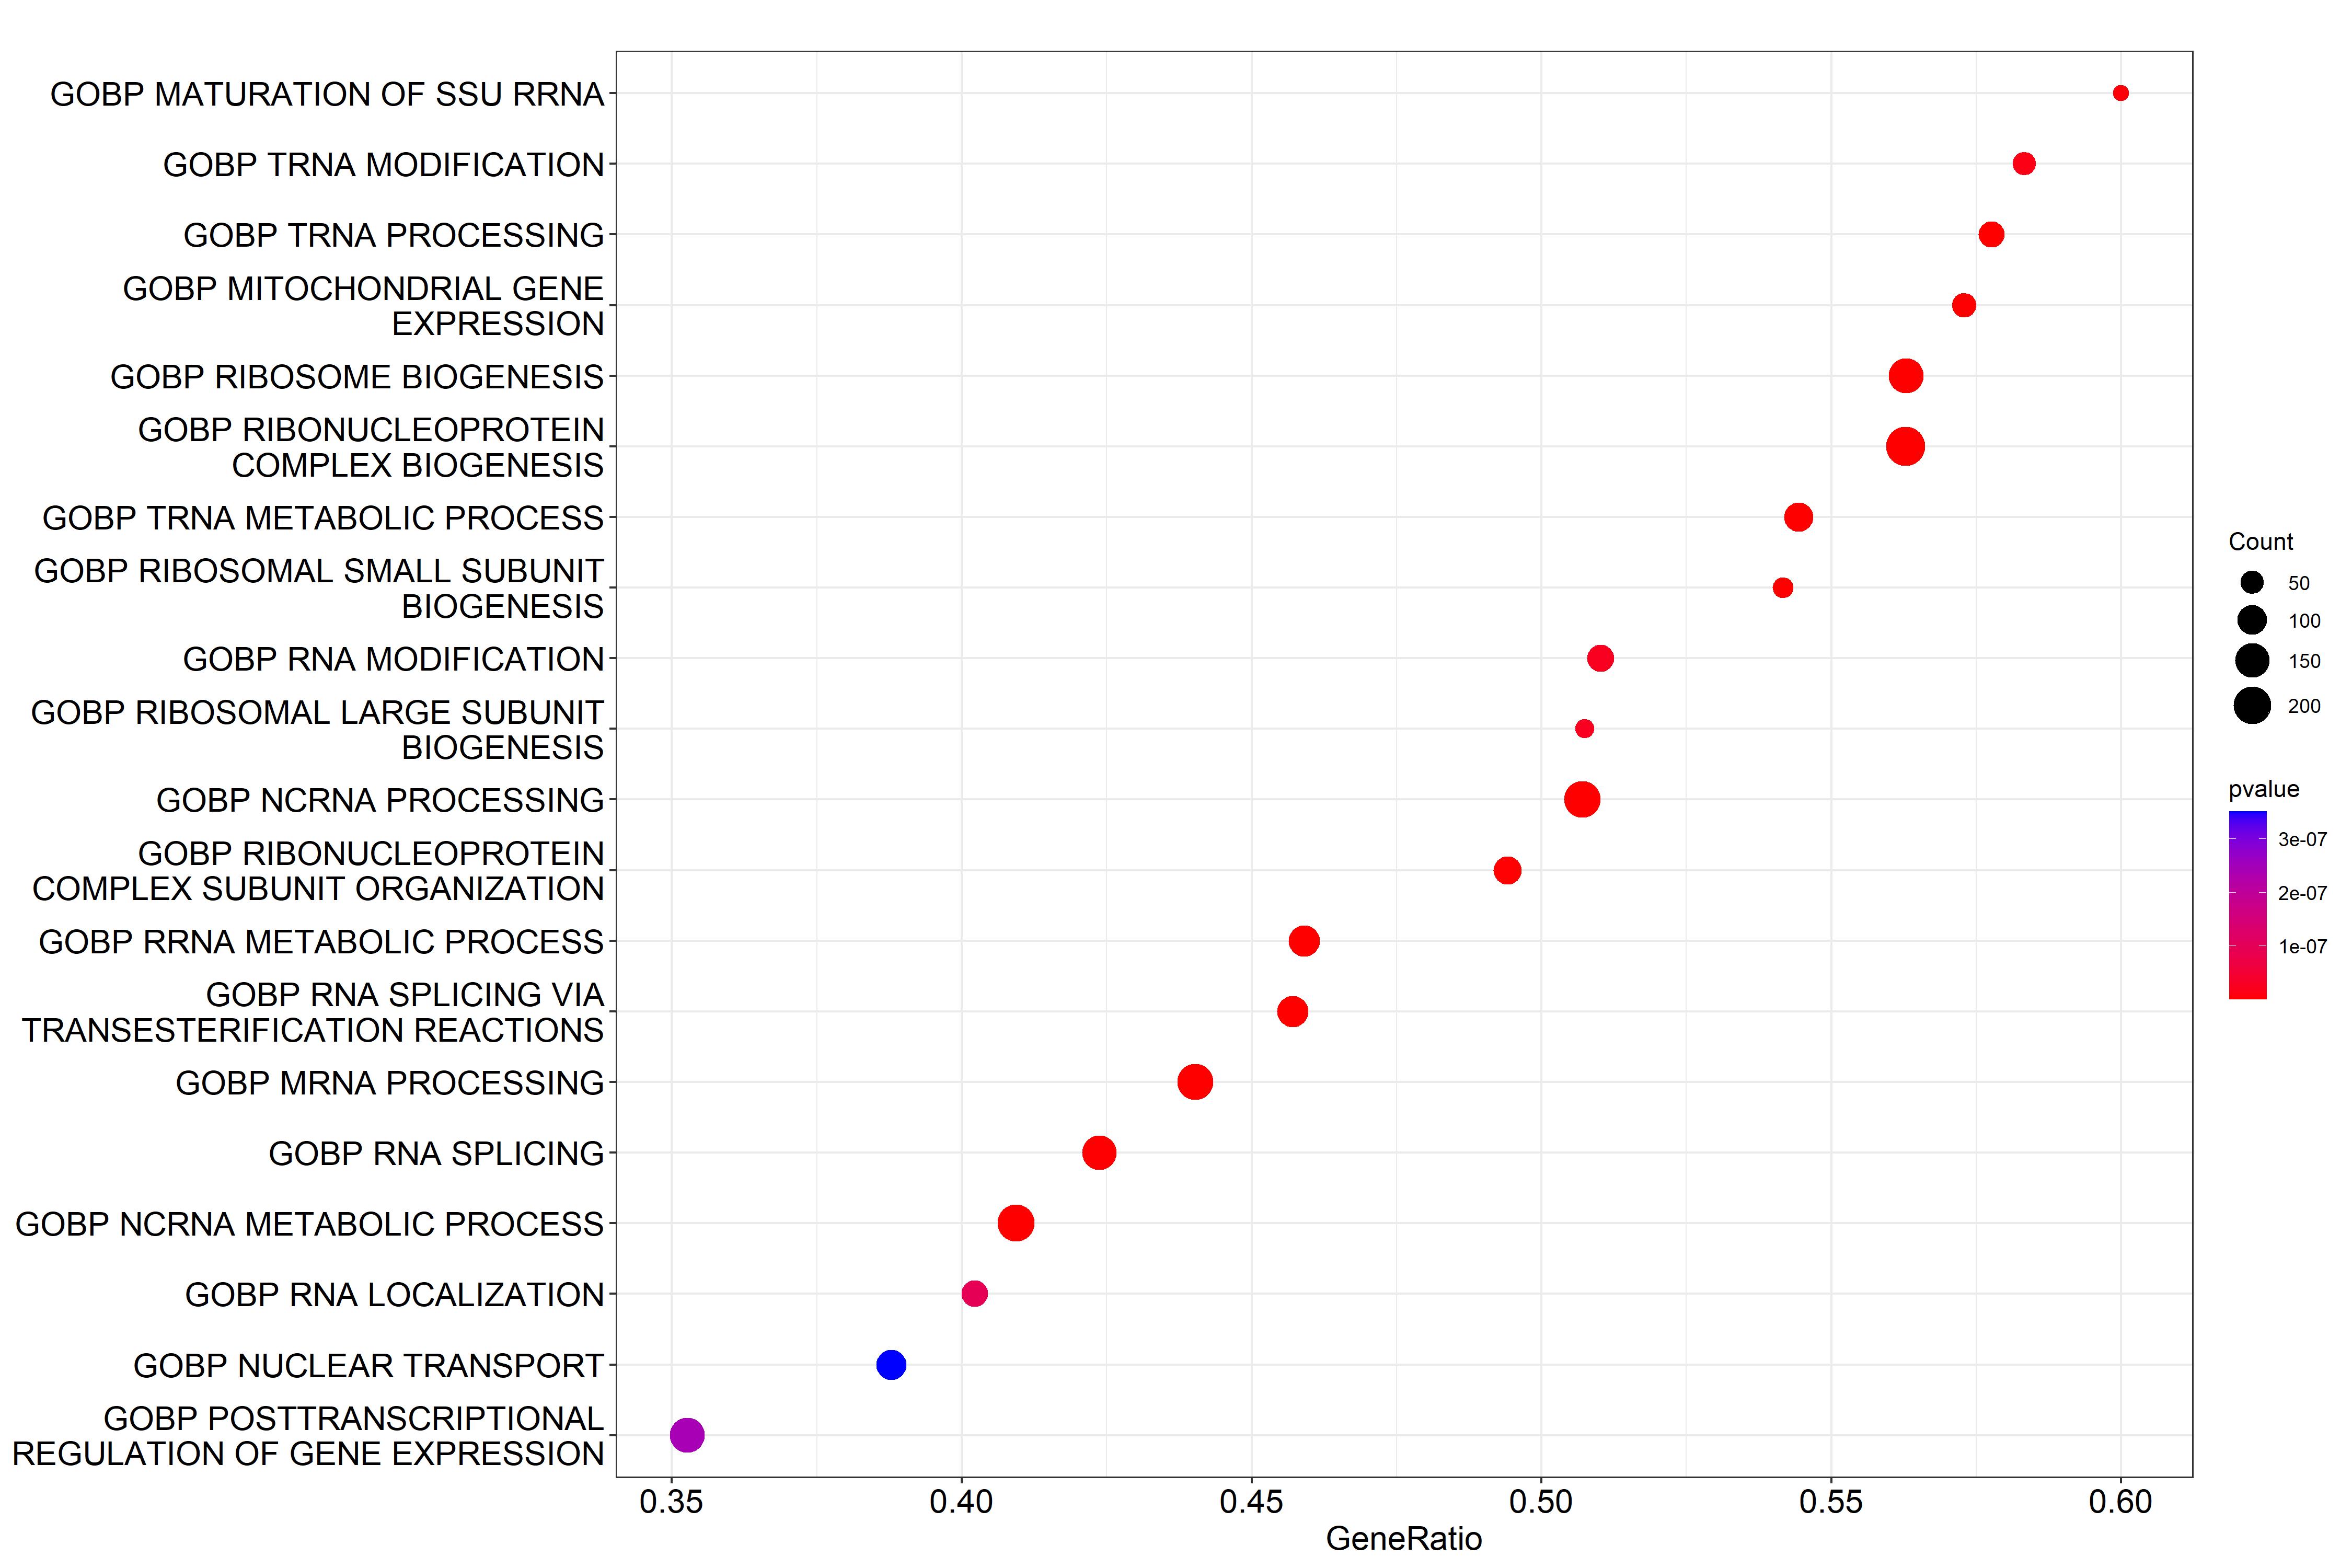 GOBP MATURATION OF SSU RRNA
GOBP TRNA MODIFICATION
GOBP TRNA PROCESSING
GOBP MITOCHONDRIAL GENE
EXPRESSION
GOBP RIBOSOME BIOGENESIS
GOBP RIBONUCLEOPROTEIN
COMPLEX BIOGENESIS
GOBP TRNA METABOLIC PROCESS
GOBP RIBOSOMAL SMALL SUBUNIT
BIOGENESIS
GOBP RNA MODIFICATION
GOBP RIBOSOMAL LARGE SUBUNIT
BIOGENESIS
GOBP NCRNA PROCESSING
GOBP RIBONUCLEOPROTEIN
COMPLEX SUBUNIT ORGANIZATION
GOBP RRNA METABOLIC PROCESS
GOBP RNA SPLICING VIA
TRANSESTERIFICATION REACTIONS
GOBP MRNA PROCESSING
GOBP RNA SPLICING
GOBP NCRNA METABOLIC PROCESS
GOBP RNA LOCALIZATION
GOBP NUCLEAR TRANSPORT
GOBP POSTTRANSCRIPTIONAL
REGULATION OF GENE EXPRESSION
0.35 0.40 0.45 0.50 0.55 0.60
GeneRatio
Count
50
100
150
200
pvalue
3e-07
2e-07
1e-07